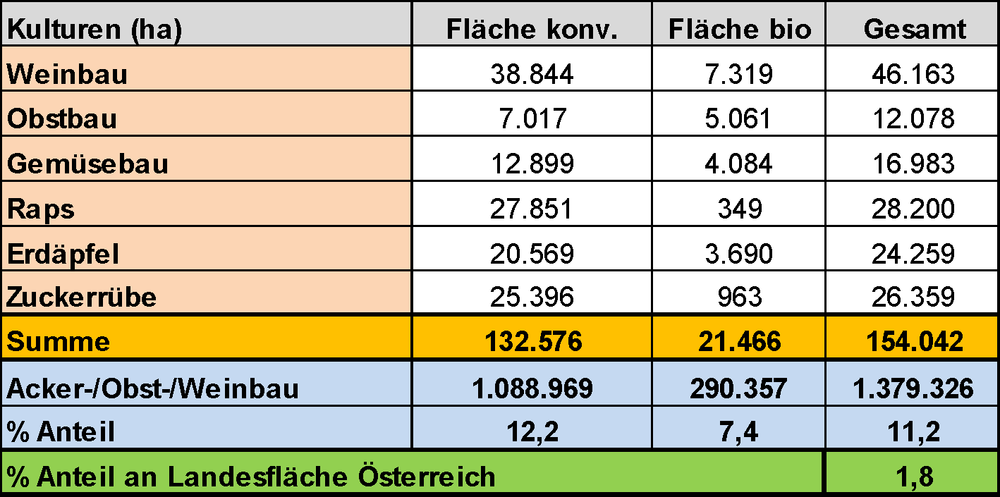 Kulturen (ha) Fläche konv. Fläche bio Gesamt
Weinbau 38.844 7.319 46.163
Obstbau 7.017 5.061 12.078
Gemüsebau 12.899 4.084 16.983
Raps 27.851 349 28.200
Erdäpfel 20.569 3.690 24.259
Zuckerrübe 25.396 963 26.359
Summe 132.576 21.466 154.042
Acker-/Obst-/Weinbau 1.088.969 290.357 1.379.326
% Anteil 12,2 7,4 11,2
% Anteil an Landesfläche Österreich 1,8